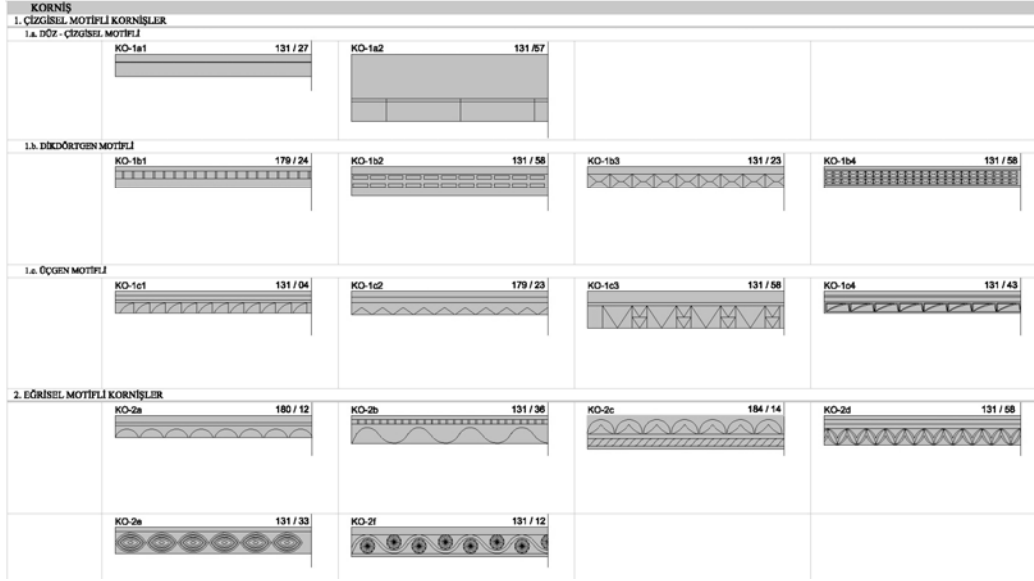 KORNİŞ
1. ÇİZGİSEL MOTİFLİ KORNİŞLER
1.a. DÜZ - ÇİZGİSEL MOTİFLİ
KO-1a1 131 / 27 KO-1a2 131 /57
1.b. DİKDÖRTGEN MOTİFLİ
KO-1b1 179 / 24 KO-1b2 131 / 58 KO-1b3 131 / 23 KO-1b4 131 / 58
1.c. ÜÇGEN MOTİFLİ
KO-1c1 131 / 04 KO-1c2 179 / 23 KO-1c3 131 / 58 KO-1c4 131 / 43
2. EĞRİSEL MOTİFLİ KORNİŞLER
KO-2a 180 / 12 KO-2b 131 / 36 KO-2c 184 / 14 KO-2d 131 / 58
KO-2e 131 / 33 KO-2f 131 / 12